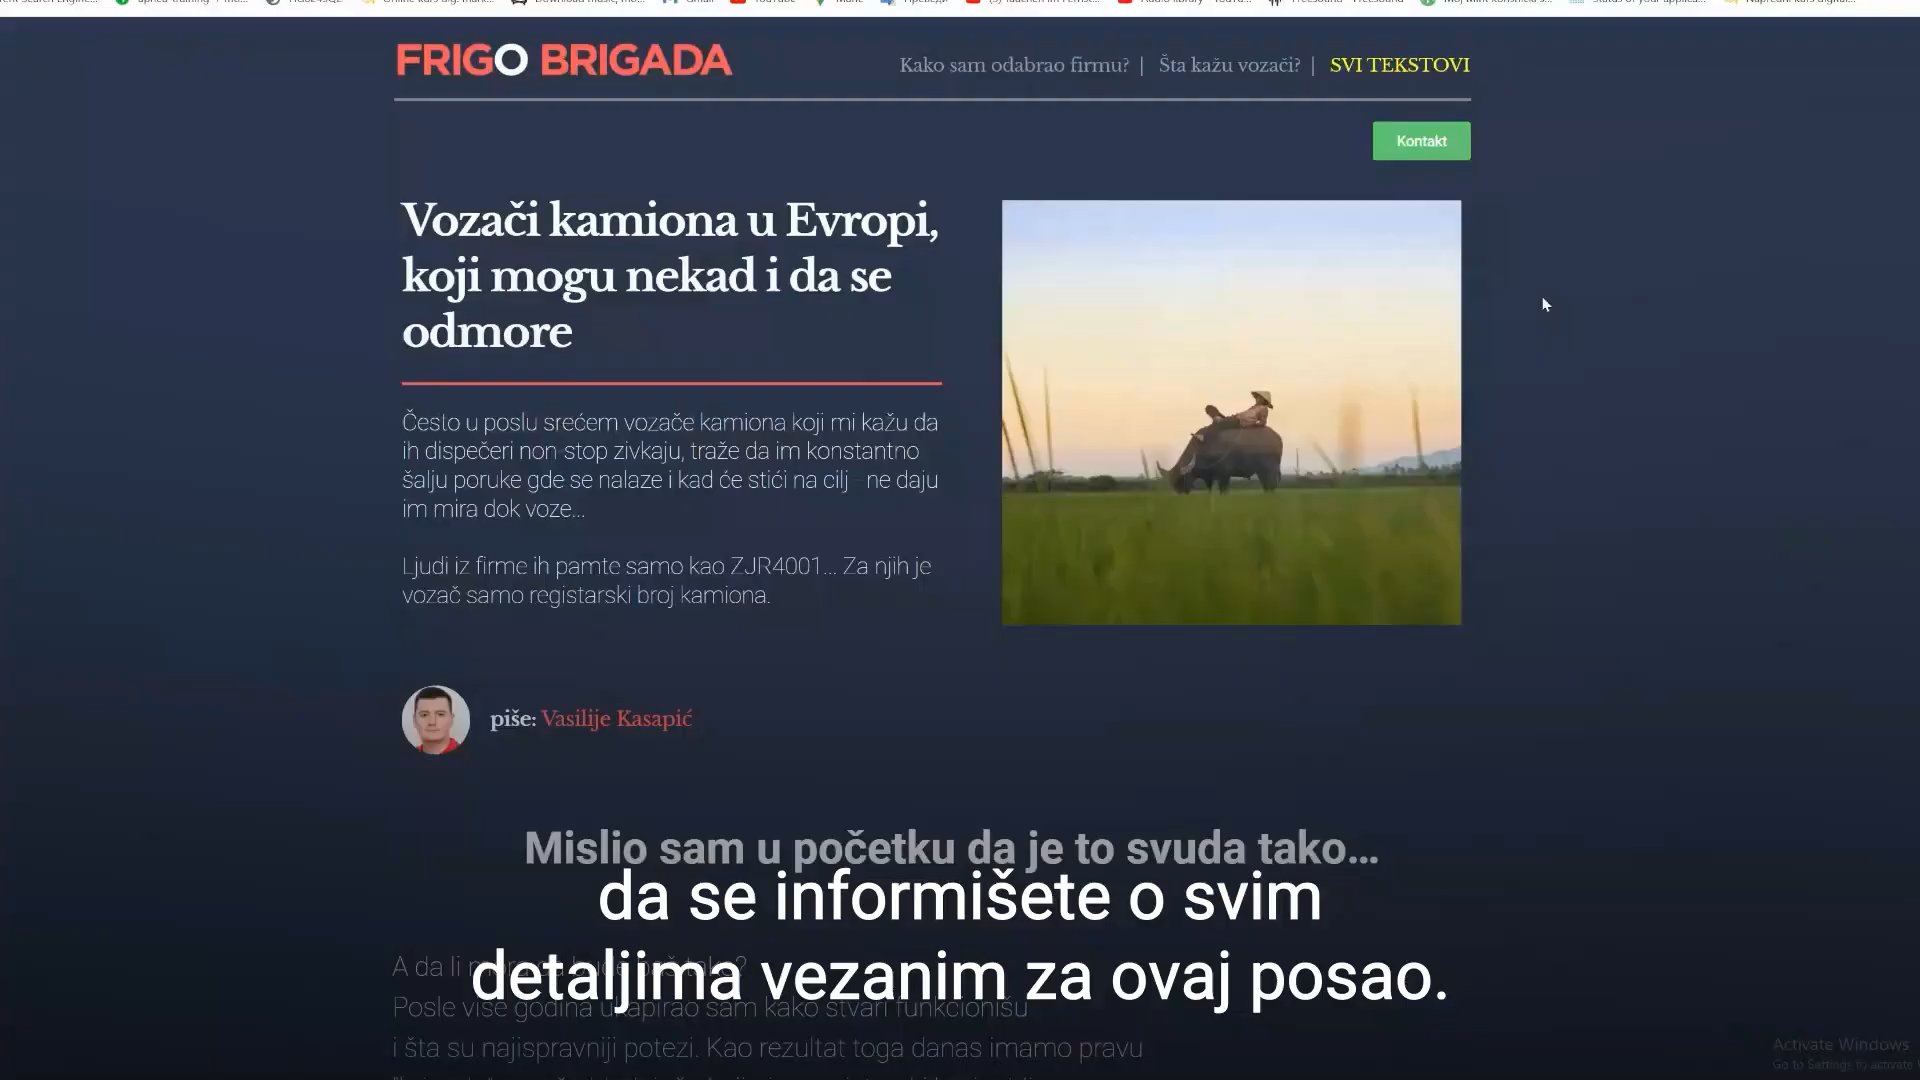 FRIGO BRIGADA
Kako sam odabrao firmu? | Šta kažu vozači? | SVI TEKSTOVI
Kontakt
Vozači kamiona u Evropi,
koji mogu nekad i da se
odmore
Često u poslu srećem vozače kamiona koji mi kažu da
ih dispečeri non stop zivkaju, traže da im konstantno
šalju poruke gde se nalaze i kad će stići na cilj - ne daju
im mira dok voze...
Ljudi iz firme ih pamte samo kao ZJR4001... Za njih je
vozač samo registarski broj kamiona.
piše: Vasilije Kasapić
Mislio sam u početku da je to svuda tako...
da se informišete o svim
A da li
detaljima vezanim za ovaj posao.
Posle više godina ukapirao sam kako stvari funkcionišu
i šta su najispravniji potezi. Kao rezultat toga danas imamo pravu
Activate Windows
Go to Settings to activate